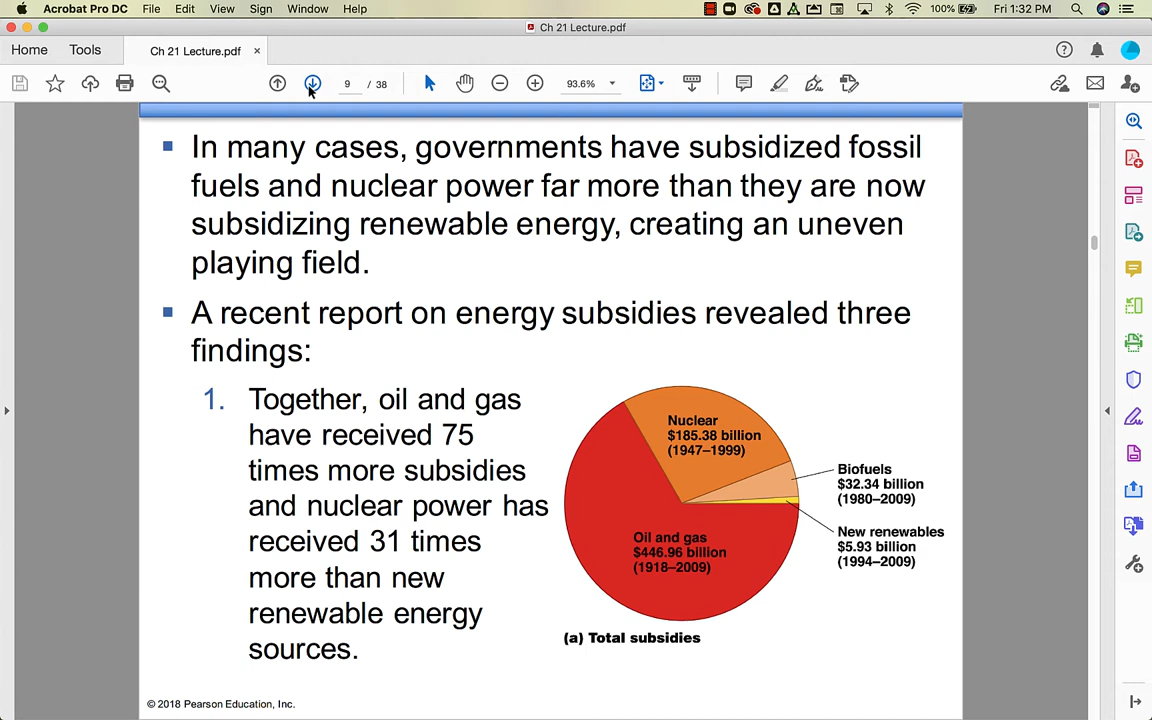 Acrobat Pro DC File Edit View Sign Window Help 100% Fri 1:32 PM
Ch 21 Lecture.pdf
Home Tools Ch 21 Lecture.pdf ×
9 / 38 93.6%
In many cases, governments have subsidized fossil
fuels and nuclear power far more than they are now
subsidizing renewable energy, creating an uneven
playing field.
A recent report on energy subsidies revealed three
findings:
1. Together, oil and gas
have received 75
times more subsidies
and nuclear power has
received 31 times
more than new
renewable energy
sources.
Nuclear
$185.38 billion
(1947–1999)
Biofuels
$32.34 billion
(1980–2009)
New renewables
$5.93 billion
(1994–2009)
Oil and gas
$446.96 billion
(1918–2009)
(a) Total subsidies
© 2018 Pearson Education, Inc.